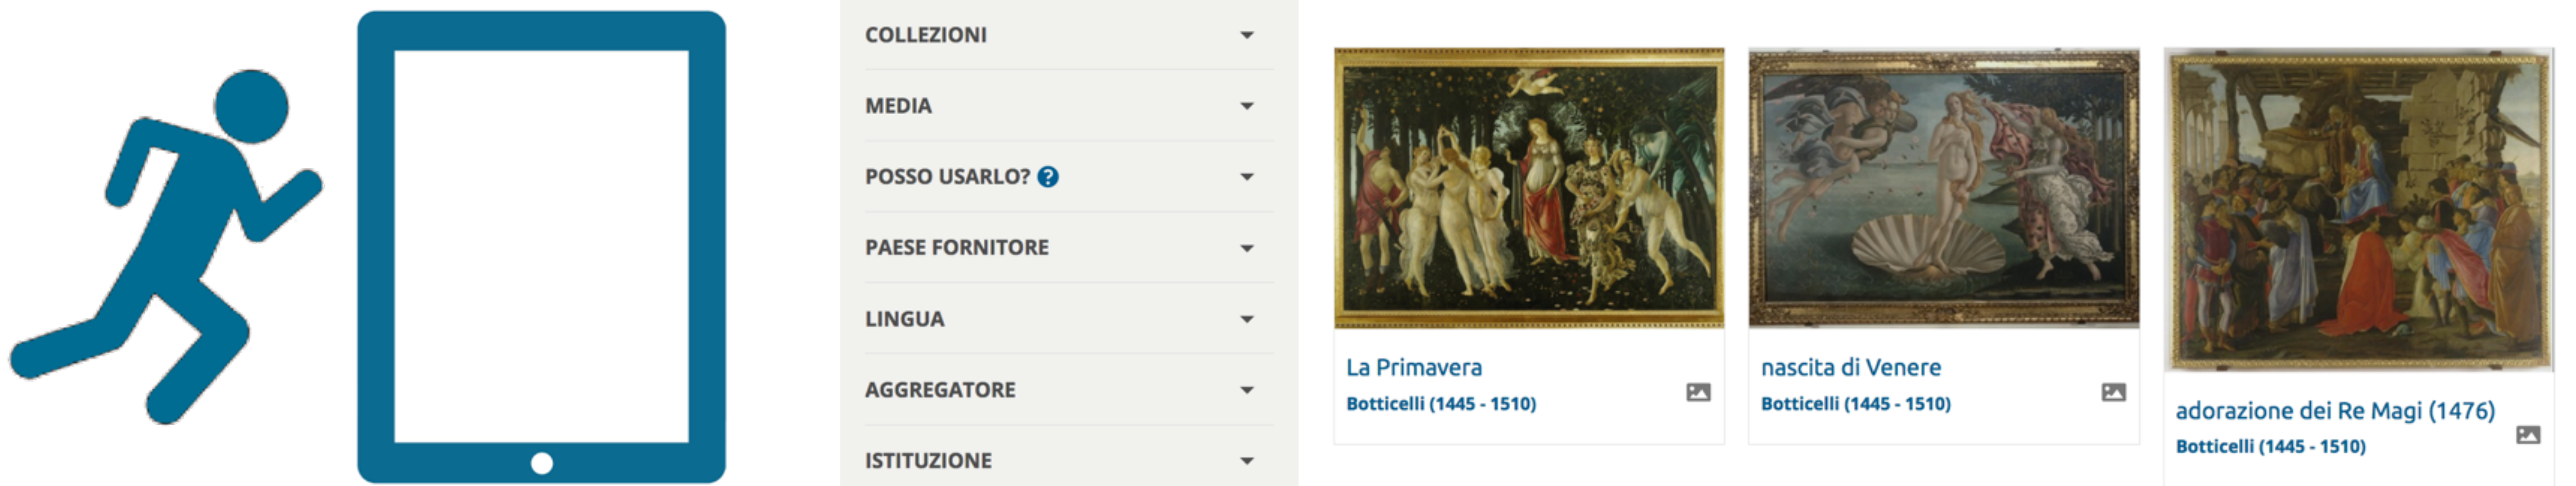 COLLEZIONI
MEDIA
POSSO USARLO? ?
PAESE FORNITORE
LINGUA
AGGREGATORE
ISTITUZIONE
La Primavera
Botticelli (1445 - 1510)
nascita di Venere
Botticelli (1445 - 1510)
adorazione dei Re Magi (1476)
Botticelli (1445 - 1510)